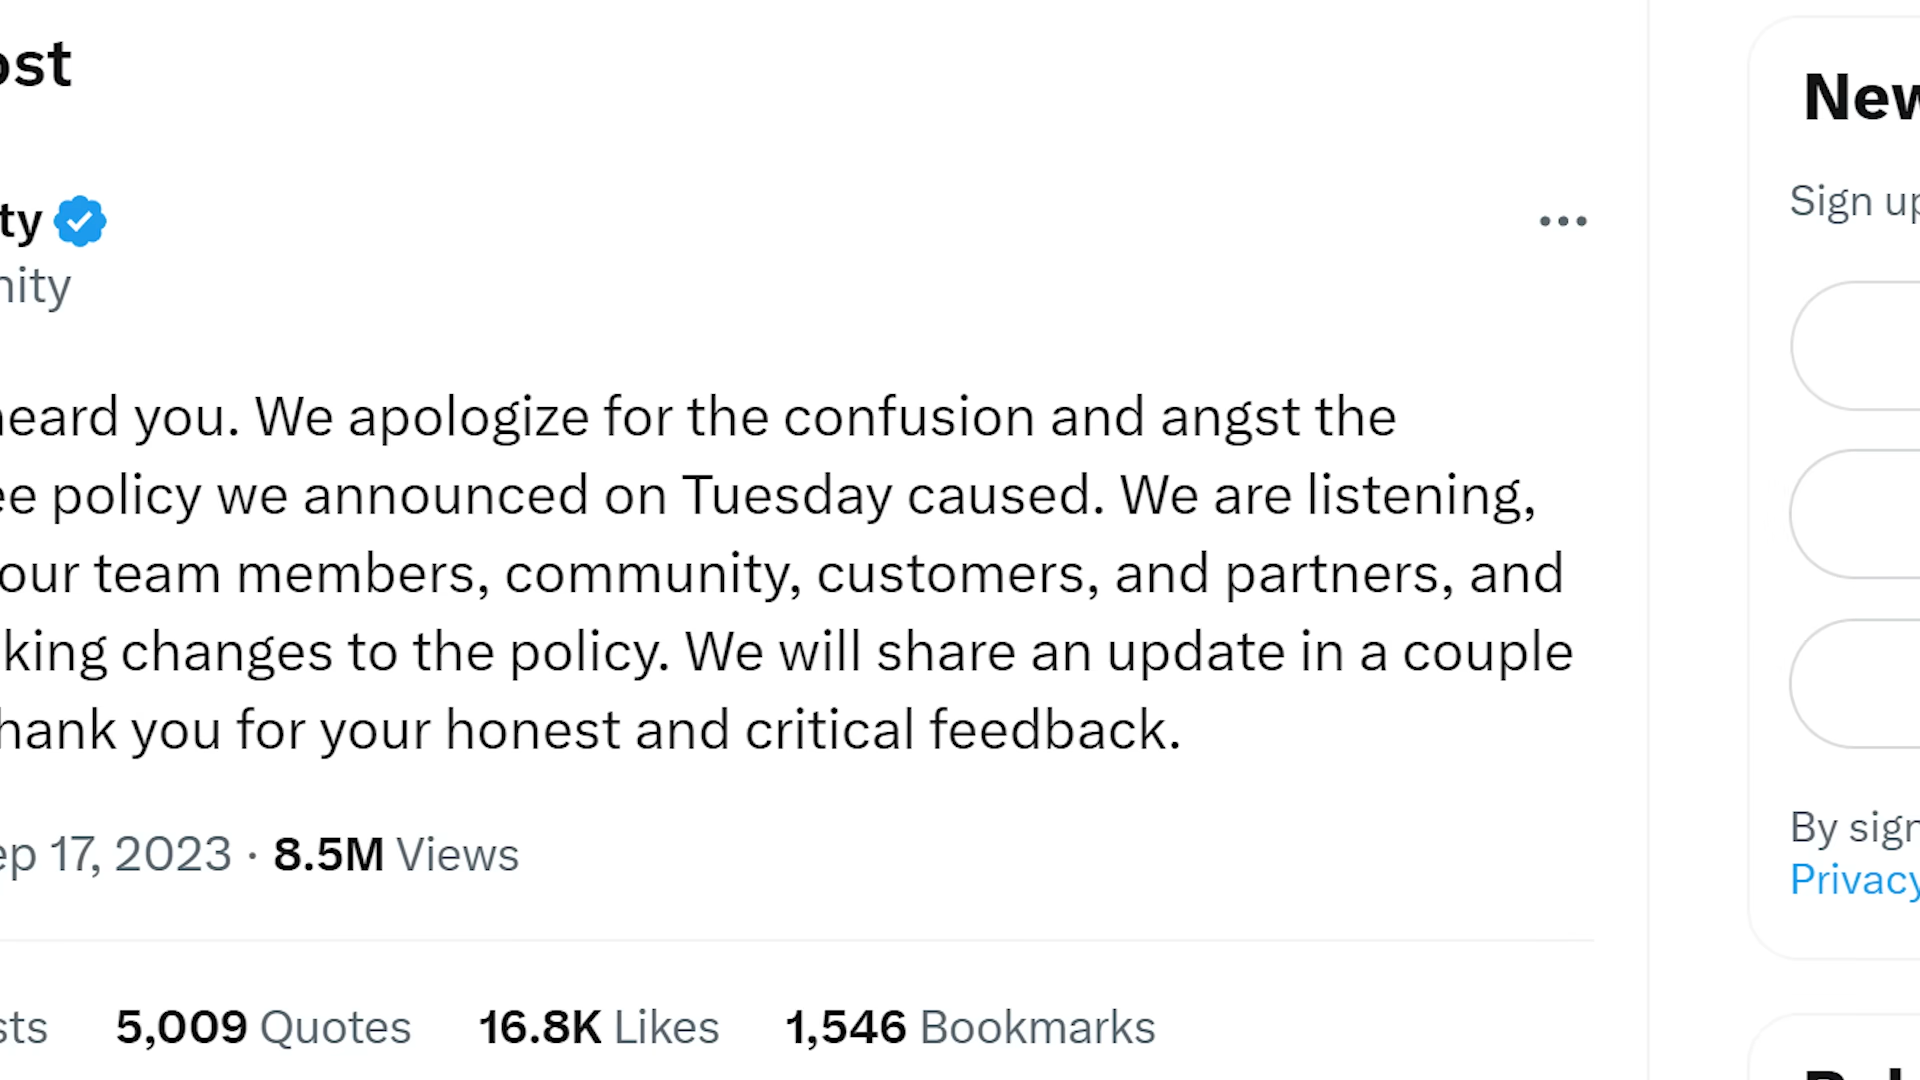 ost
New
ty
Sign up
nity
heard you. We apologize for the confusion and angst the
ee policy we announced on Tuesday caused. We are listening,
our team members, community, customers, and partners, and
king changes to the policy. We will share an update in a couple
hank you for your honest and critical feedback.
ep 17, 2023 · 8.5M Views
By sign
Privacy
sts 5,009 Quotes 16.8K Likes 1,546 Bookmarks